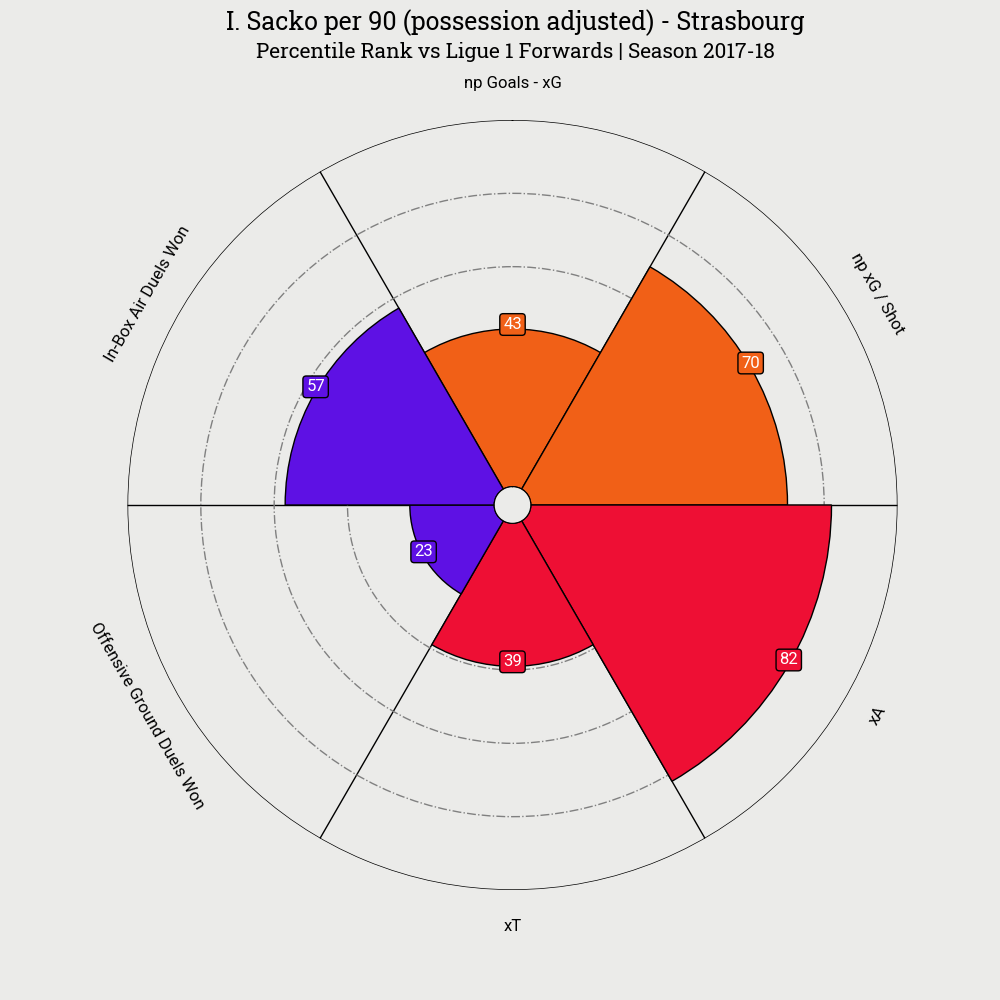 I. Sacko per 90 (possession adjusted) - Strasbourg
Percentile Rank vs Ligue 1 Forwards | Season 2017-18
np Goals - xG
In-Box Air Duels Won
np xG / Shot
43
70
57
23
39
82
Offensive Ground Duels Won
xA
xT